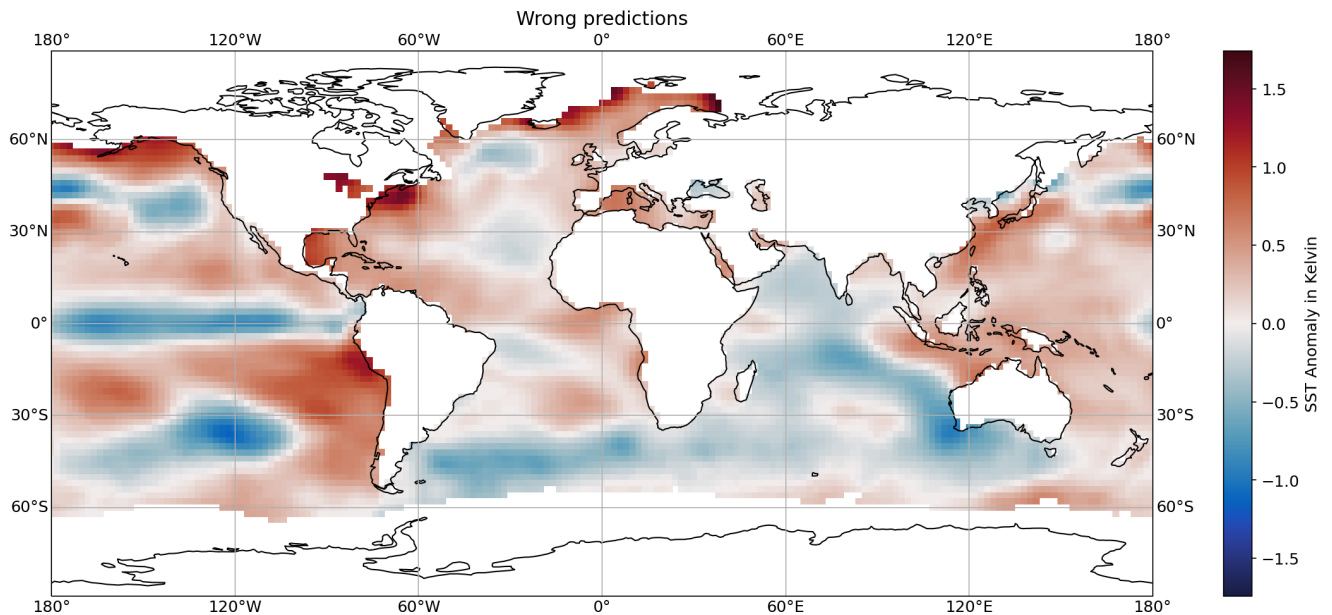 Wrong predictions
180° 120°W 60°W 0° 60°E 120°E 180°
60°N 60°N
30°N 30°N
0° 0°
30°S 30°S
60°S 60°S
180° 120°W 60°W 0° 60°E 120°E 180°
1.5
1.0
0.5
0.0
−0.5
−1.0
−1.5
SST Anomaly in Kelvin